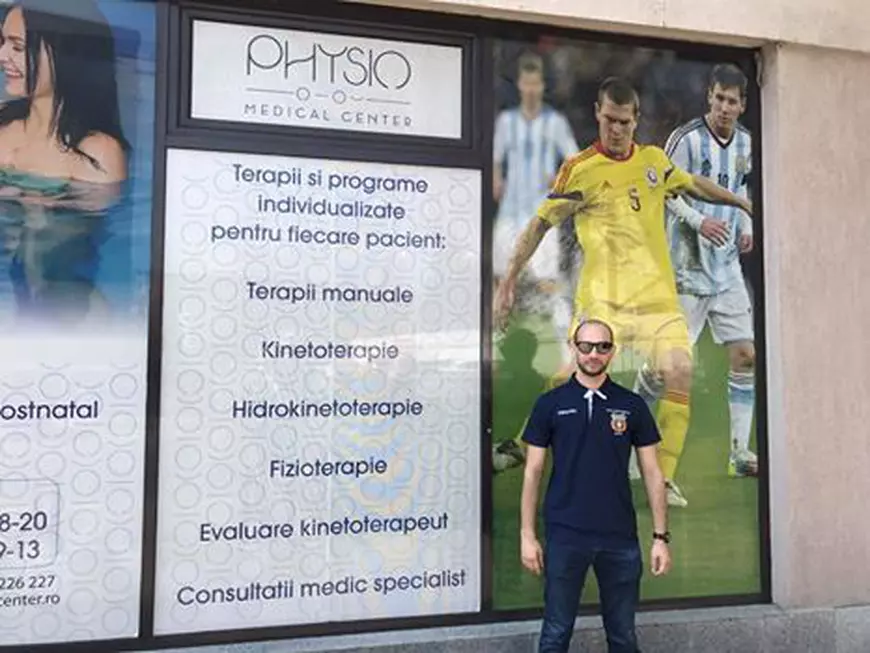 PHYSIO
MEDICAL CENTER
Terapii si programe
individualizate
pentru fiecare pacient:
Terapii manuale
Kinetoterapie
Hidrokinetoterapie
Fizioterapie
Evaluare kinetoterapeut
Consultatii medic specialist
ostnatal
8-20
9-13
226 227
center.ro
5
10